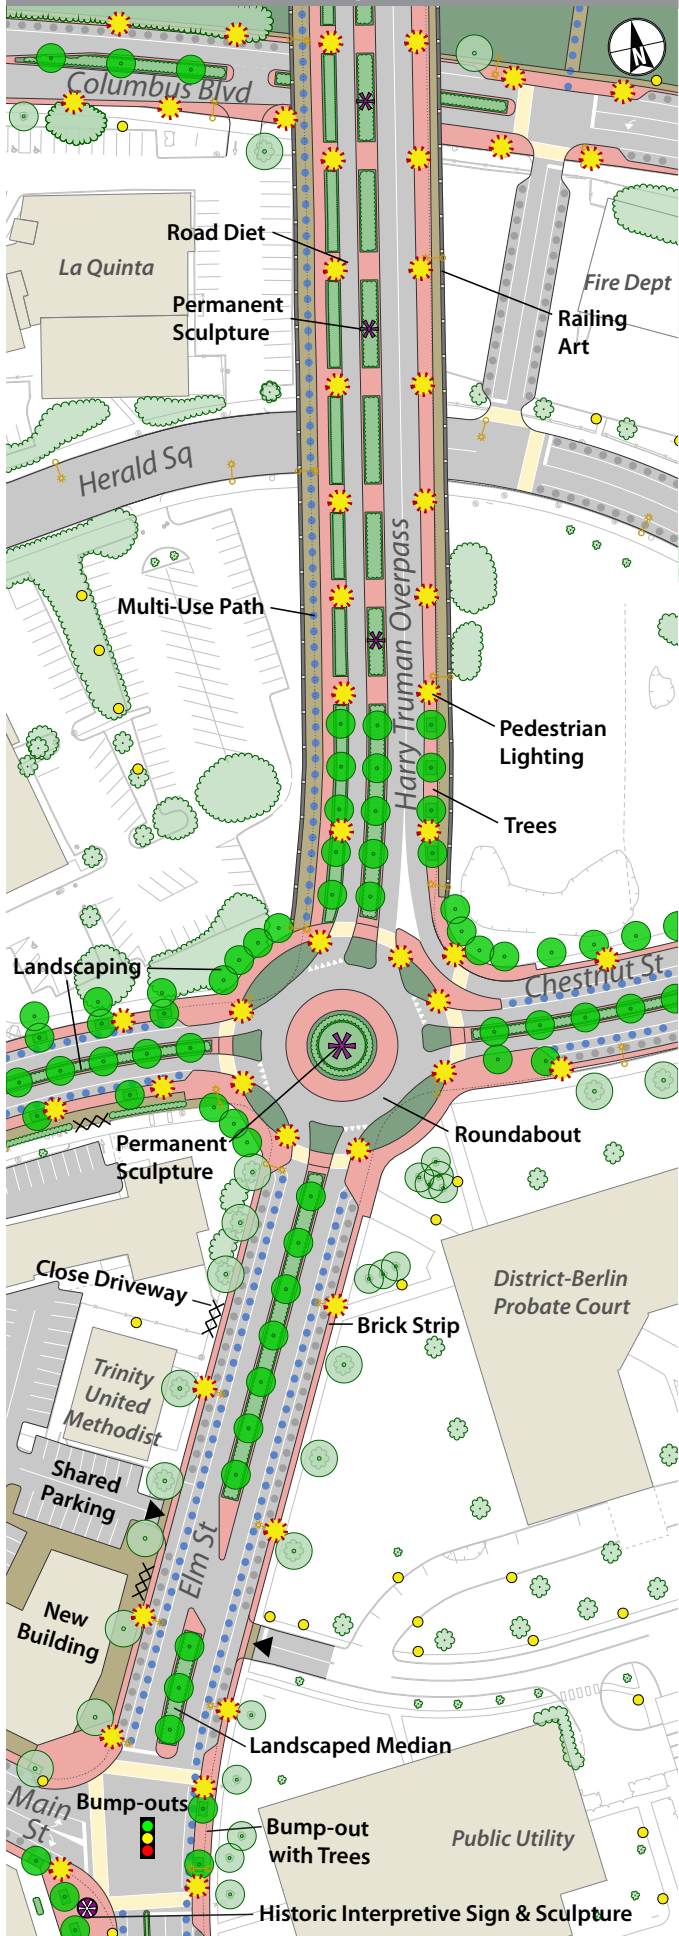 N
Columbus Blvd
Road Diet
La Quinta
Fire Dept
Permanent
Sculpture
Railing
Art
Herald Sq
Harry Truman Overpass
Multi-Use Path
Pedestrian
Lighting
Trees
Landscaping
Chestnut St
Permanent
Sculpture
Roundabout
Close Driveway
District-Berlin
Probate Court
Brick Strip
Trinity
United
Methodist
Shared
Parking
Elm St
New
Building
Landscaped Median
Main
St
Bump-outs
Bump-out
with Trees
Public Utility
Historic Interpretive Sign & Sculpture